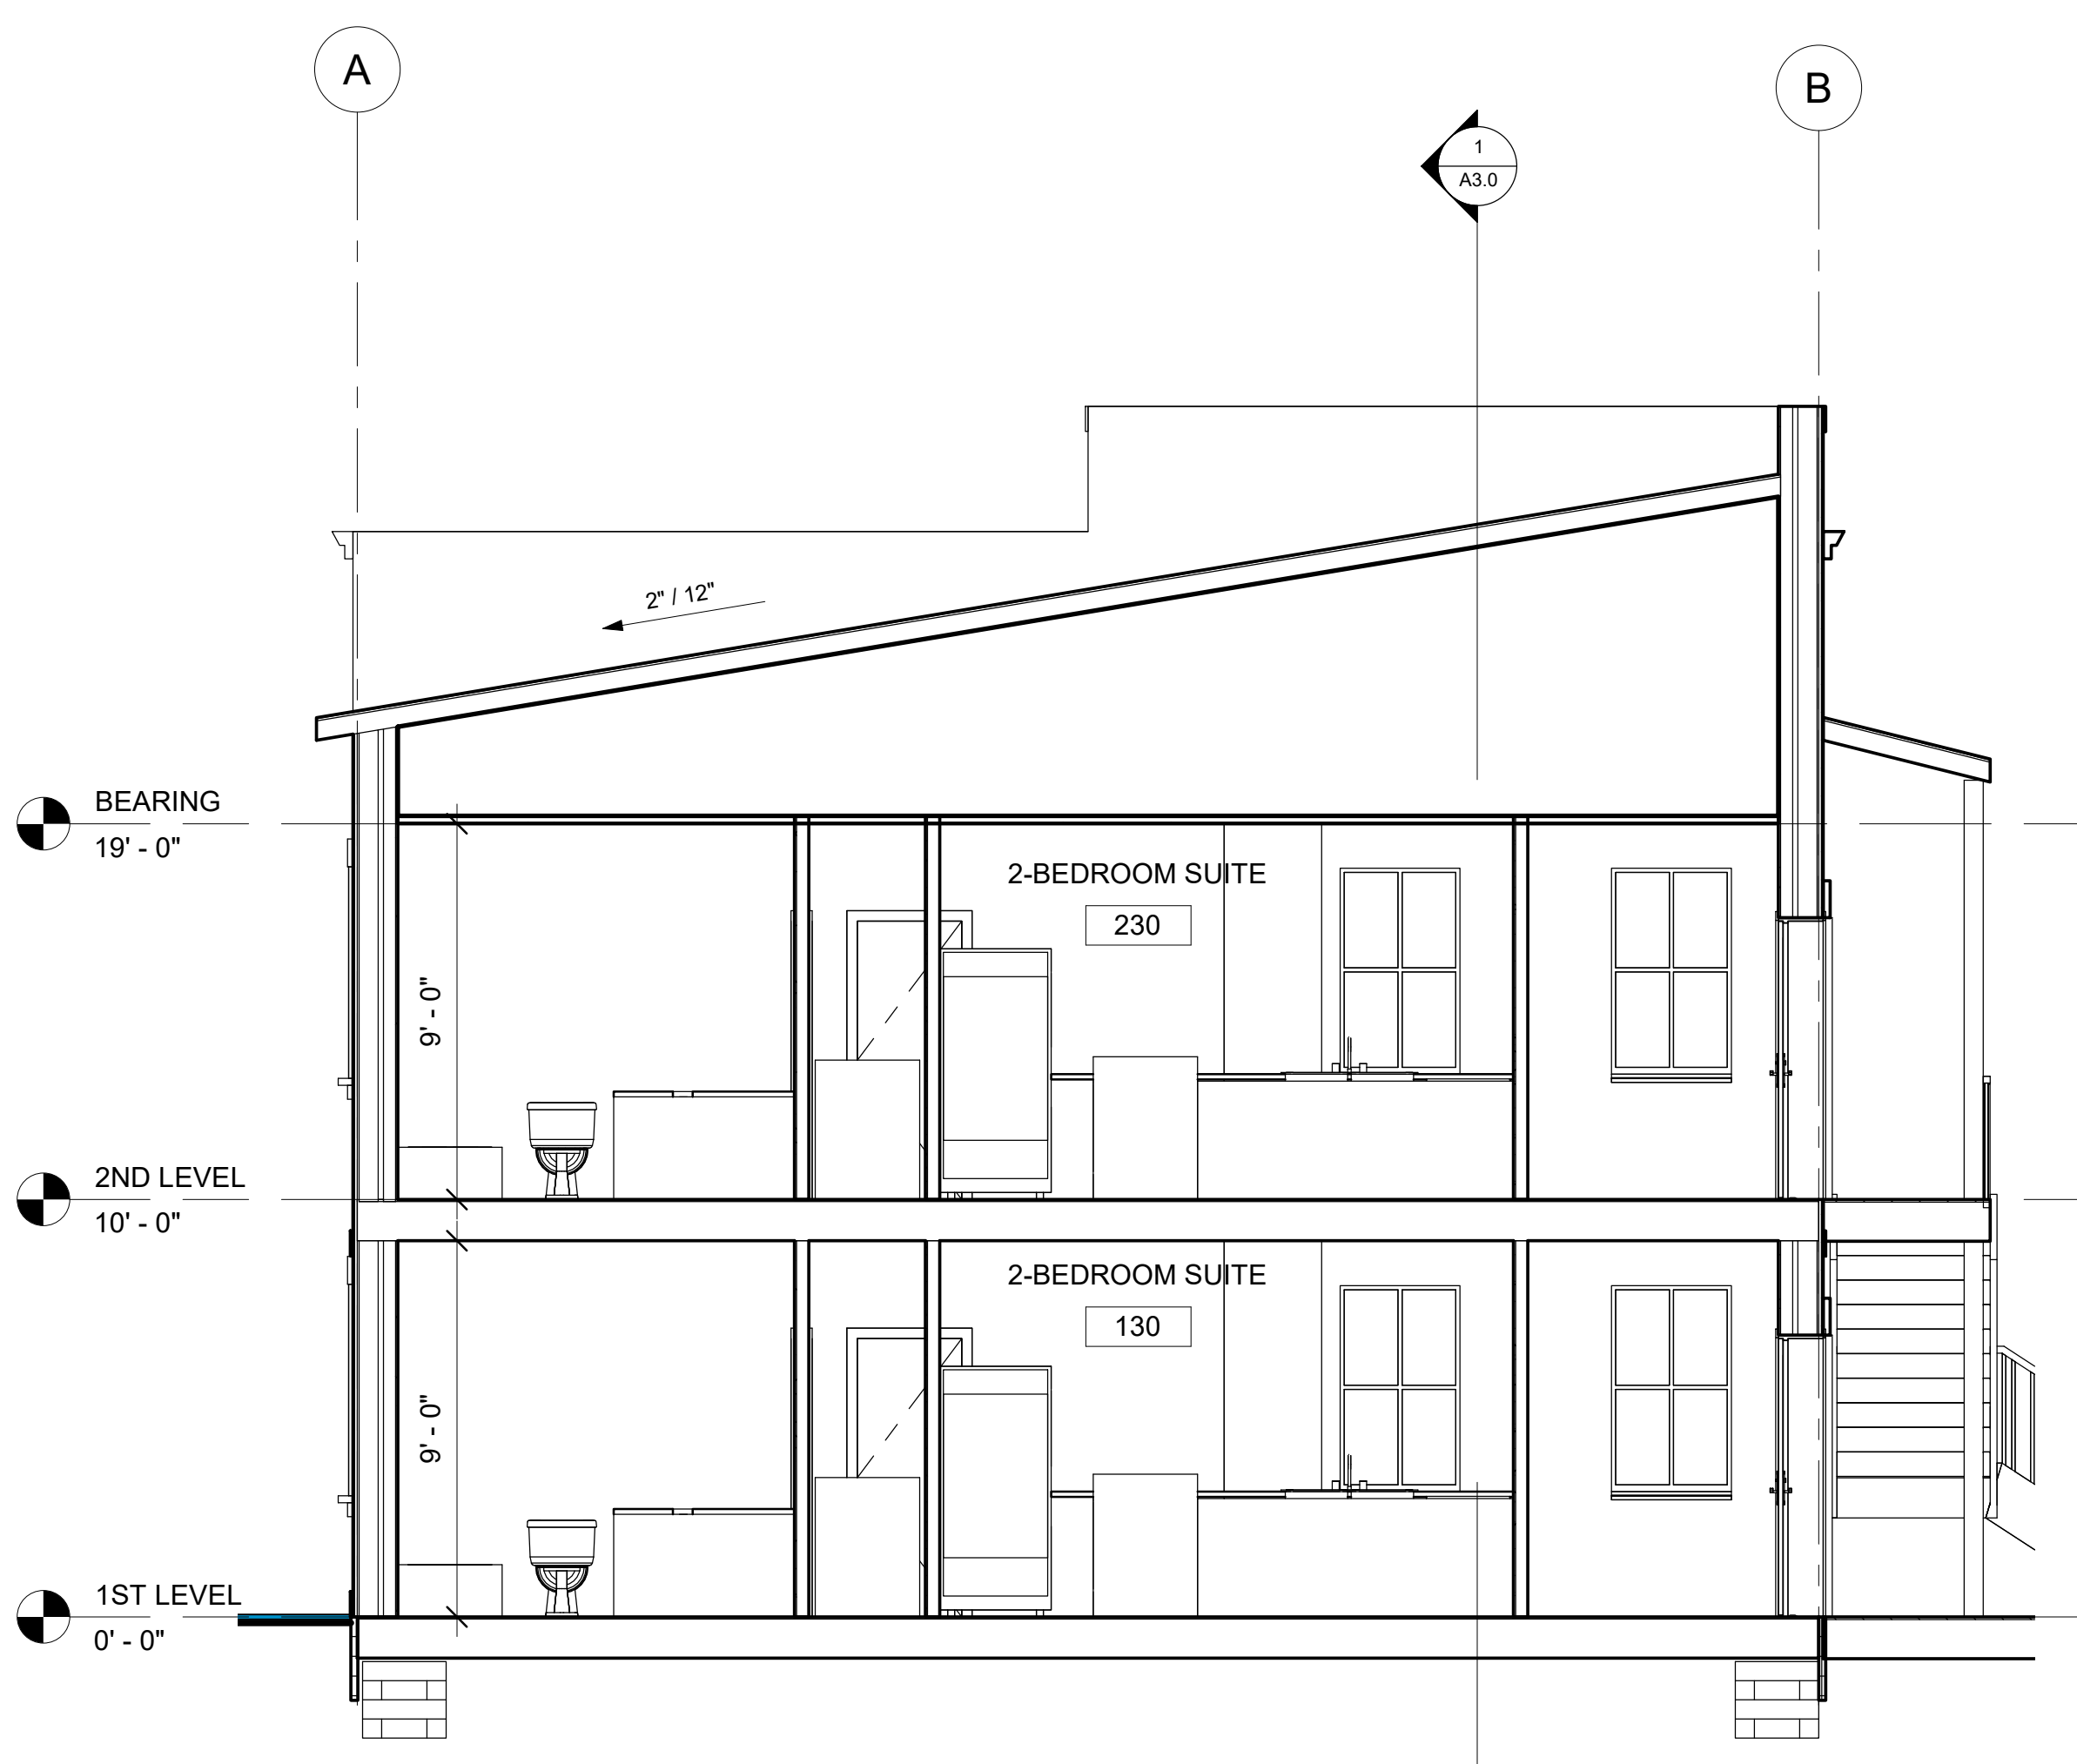 A
B
1
A3.0
2" / 12"
BEARING
19' - 0"
2-BEDROOM SUITE
230
9' - 0"
2ND LEVEL
10' - 0"
2-BEDROOM SUITE
130
9' - 0"
1ST LEVEL
0' - 0"